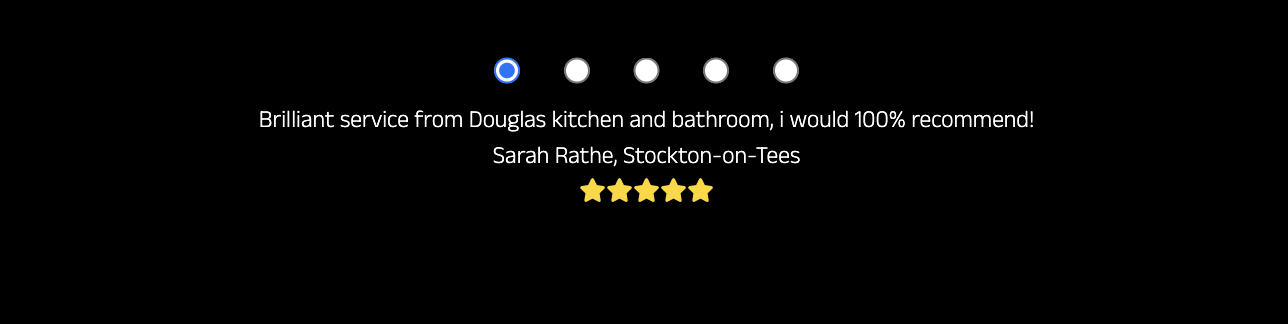 Brilliant service from Douglas kitchen and bathroom, i would 100% recommend!
Sarah Rathe, Stockton-on-Tees